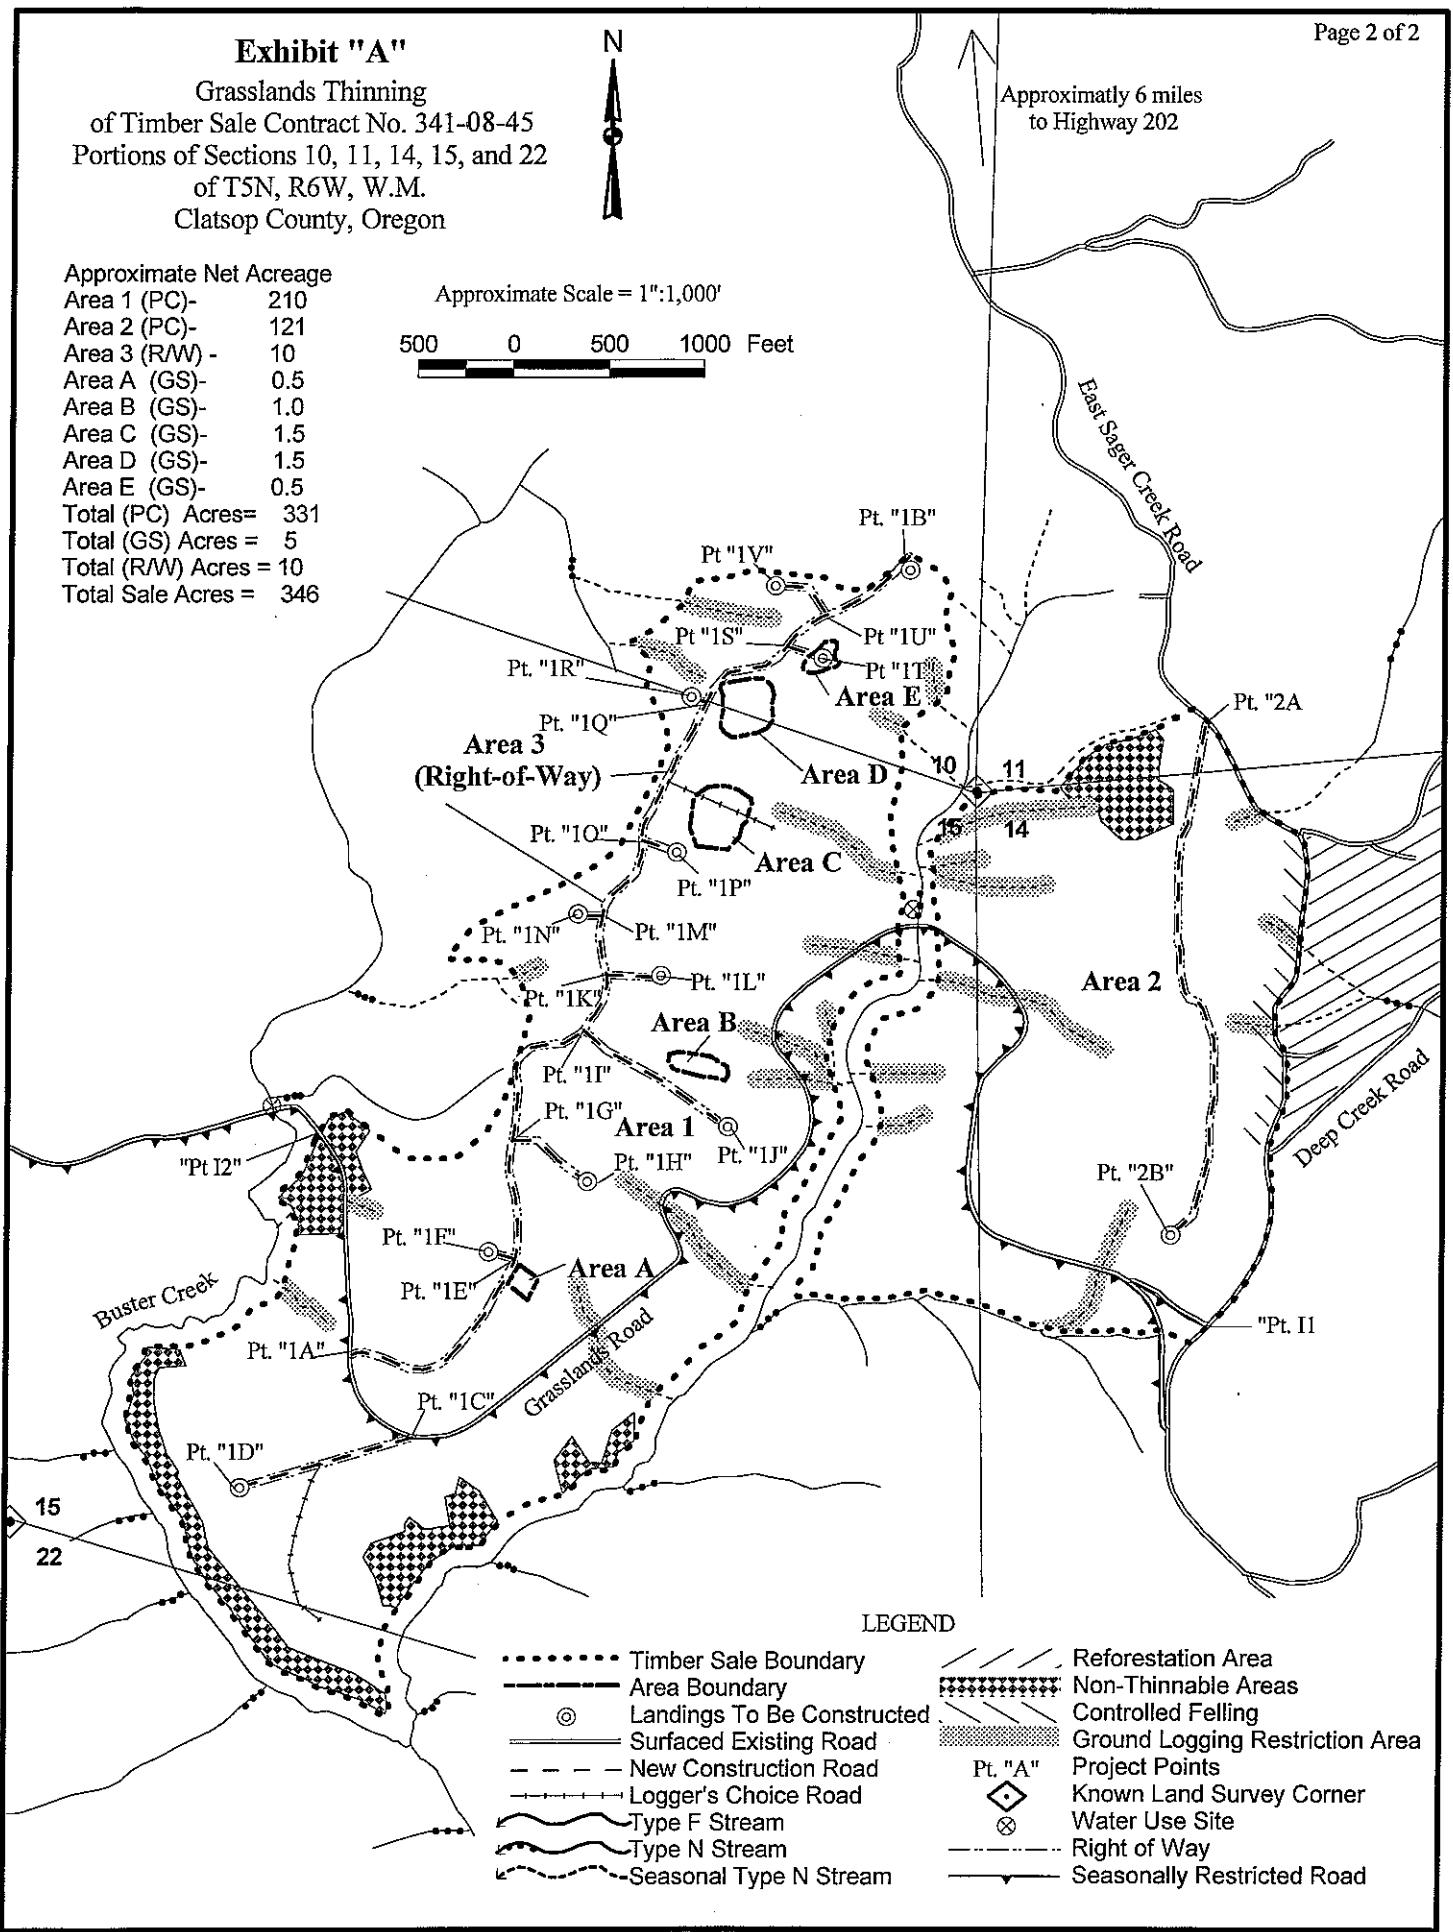 Page 2 of 2
Exhibit "A"
Grasslands Thinning
of Timber Sale Contract No. 341-08-45
Portions of Sections 10, 11, 14, 15, and 22
of T5N, R6W, W.M.
Clatsop County, Oregon
N
Approximatly 6 miles
to Highway 202
Approximate Net Acreage
Area 1 (PC)- 210
Area 2 (PC)- 121
Area 3 (R/W) - 10
Area A (GS)- 0.5
Area B (GS)- 1.0
Area C (GS)- 1.5
Area D (GS)- 1.5
Area E (GS)- 0.5
Total (PC) Acres= 331
Total (GS) Acres = 5
Total (R/W) Acres = 10
Total Sale Acres = 346
Approximate Scale = 1":1,000'
500 0 500 1000 Feet
East Sager Creek Road
Pt. "1B"
Pt "1V"
Pt "1S"
Pt "1U"
Pt. "1R"
Pt "1T"
Area E
Pt. "2A
Pt. "1Q"
Area 3
(Right-of-Way)
Area D
10 11
15 14
Pt. "1O"
Area C
Pt. "1P"
Pt. "1N"
Pt. "1M"
Pt. "1K"
Pt. "1L"
Area 2
Area B
Pt. "1I"
Pt. "1G"
Area 1
Pt. "1J"
Deep Creek Road
"Pt I2"
Pt. "1H"
Pt. "2B"
Pt. "1F"
Area A
Pt. "1E"
Buster Creek
"Pt. I1
Pt. "1A"
Grasslands Road
Pt. "1C"
Pt. "1D"
15
22
LEGEND
Timber Sale Boundary
Area Boundary
Landings To Be Constructed
Surfaced Existing Road
New Construction Road
Logger's Choice Road
Type F Stream
Type N Stream
Seasonal Type N Stream
Reforestation Area
Non-Thinnable Areas
Controlled Felling
Ground Logging Restriction Area
Pt. "A" Project Points
Known Land Survey Corner
Water Use Site
Right of Way
Seasonally Restricted Road